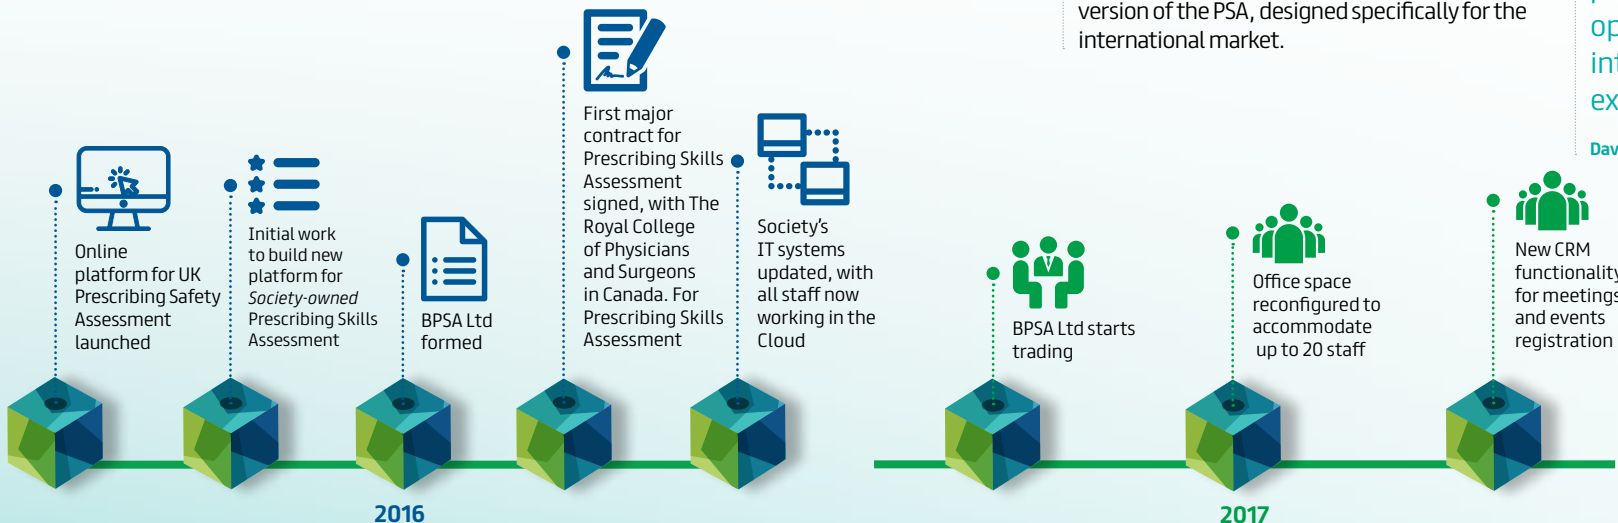 version of the PSA, designed specifically for the
international market.
op
int
ex
Dav
Online
platform for UK
Prescribing Safety
Assessment
launched
Initial work
to build new
platform for
Society-owned
Prescribing Skills
Assessment
BPSA Ltd
formed
First major
contract for
Prescribing Skills
Assessment
signed, with The
Royal College
of Physicians
and Surgeons
in Canada. For
Prescribing Skills
Assessment
Society’s
IT systems
updated, with
all staff now
working in the
Cloud
2016
BPSA Ltd starts
trading
Office space
reconfigured to
accommodate
up to 20 staff
New CRM
functionality
for meetings
and events
registration
2017